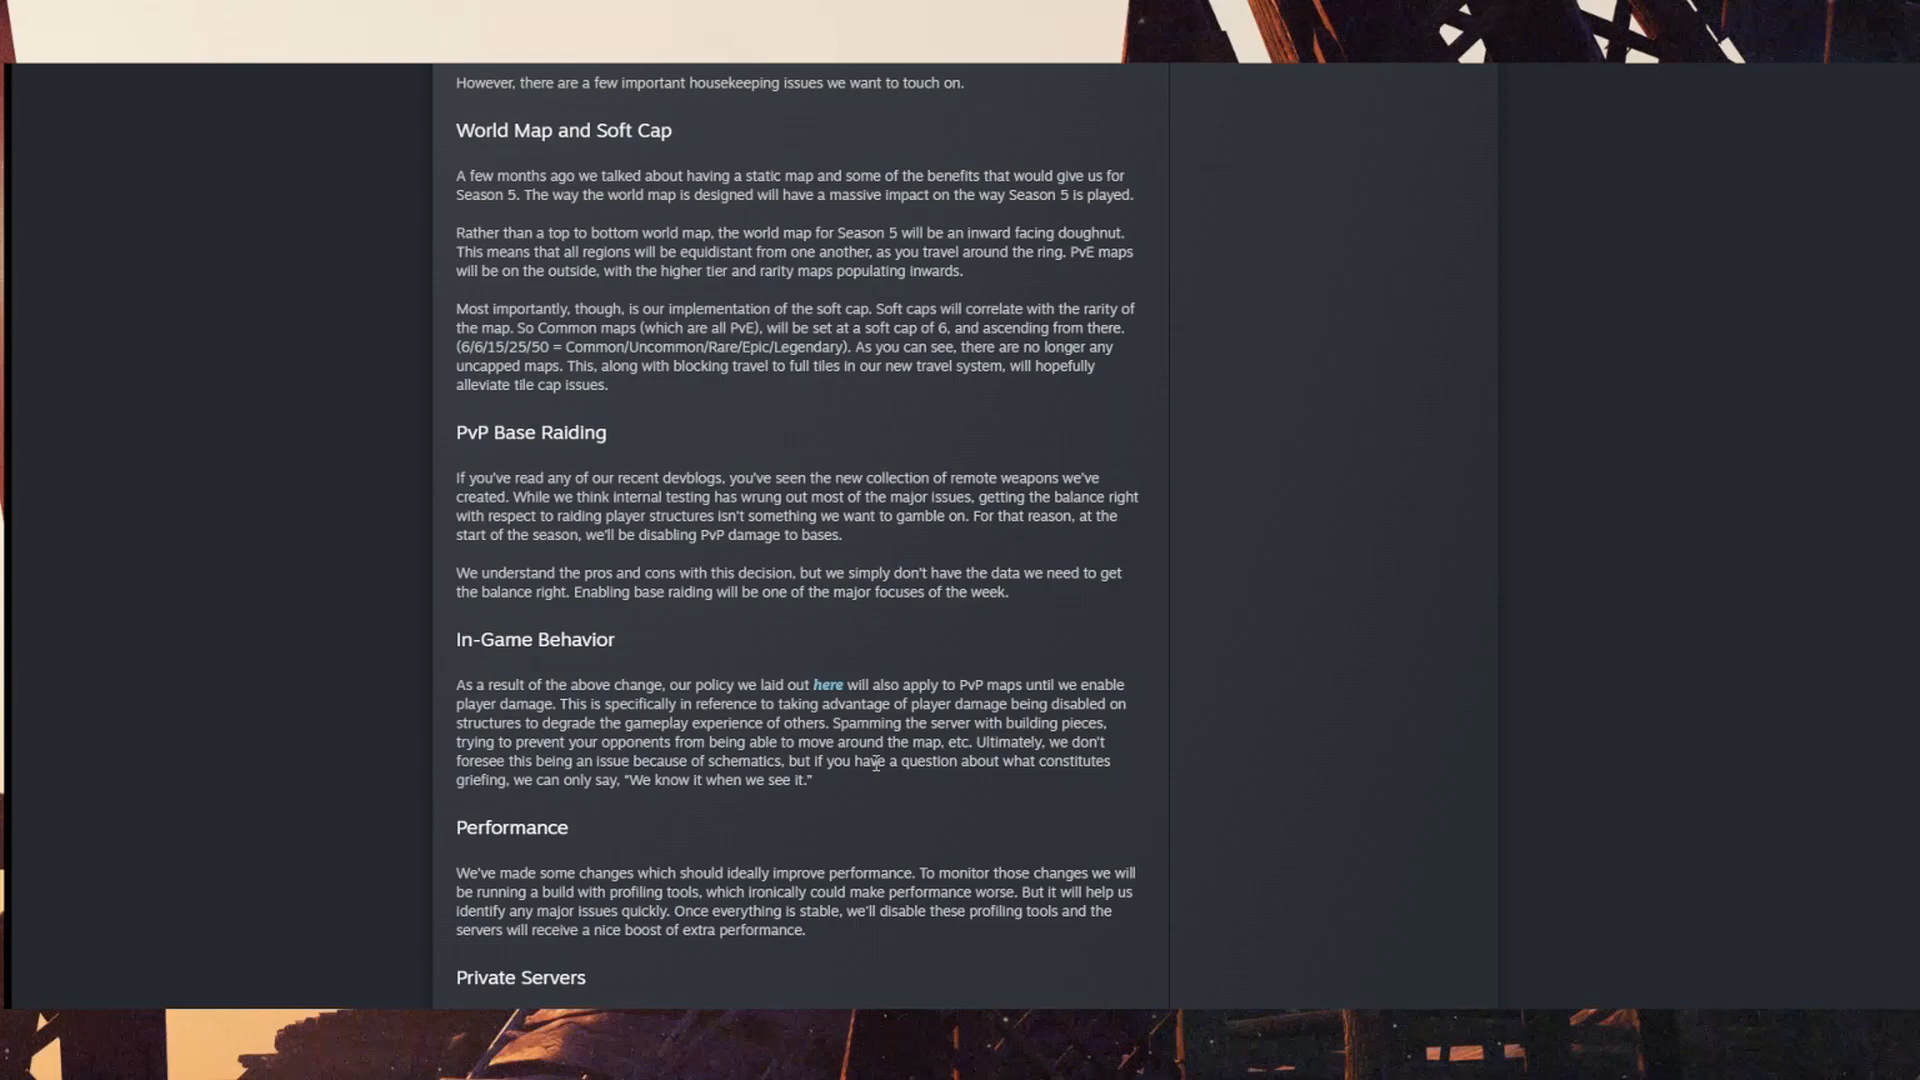 However, there are a few important housekeeping issues we want to touch on.
World Map and Soft Cap
A few months ago we talked about having a static map and some of the benefits that would give us for
Season 5. The way the world map is designed will have a massive impact on the way Season 5 is played.
Rather than a top to bottom world map, the world map for Season 5 will be an inward facing doughnut.
This means that all regions will be equidistant from one another, as you travel around the ring. PvE maps
will be on the outside, with the higher tier and rarity maps populating inwards.
Most importantly, though, is our implementation of the soft cap. Soft caps will correlate with the rarity of
the map. So Common maps (which are all PvE), will be set at a soft cap of 6, and ascending from there.
(6/6/15/25/50 = Common/Uncommon/Rare/Epic/Legendary). As you can see, there are no longer any
uncapped maps. This, along with blocking travel to full tiles in our new travel system, will hopefully
alleviate tile cap issues.
PvP Base Raiding
If you've read any of our recent devblogs, you've seen the new collection of remote weapons we've
created. While we think internal testing has wrung out most of the major issues, getting the balance right
with respect to raiding player structures isn't something we want to gamble on. For that reason, at the
start of the season, we'll be disabling PvP damage to bases.
We understand the pros and cons with this decision, but we simply don't have the data we need to get
the balance right. Enabling base raiding will be one of the major focuses of the week.
In-Game Behavior
As a result of the above change, our policy we laid out here will also apply to PvP maps until we enable
player damage. This is specifically in reference to taking advantage of player damage being disabled on
structures to degrade the gameplay experience of others. Spamming the server with building pieces,
trying to prevent your opponents from being able to move around the map, etc. Ultimately, we don't
foresee this being an issue because of schematics, but if you have a question about what constitutes
griefing, we can only say, “We know it when we see it.”
Performance
We've made some changes which should ideally improve performance. To monitor those changes we will
be running a build with profiling tools, which ironically could make performance worse. But it will help us
identify any major issues quickly. Once everything is stable, we'll disable these profiling tools and the
servers will receive a nice boost of extra performance.
Private Servers